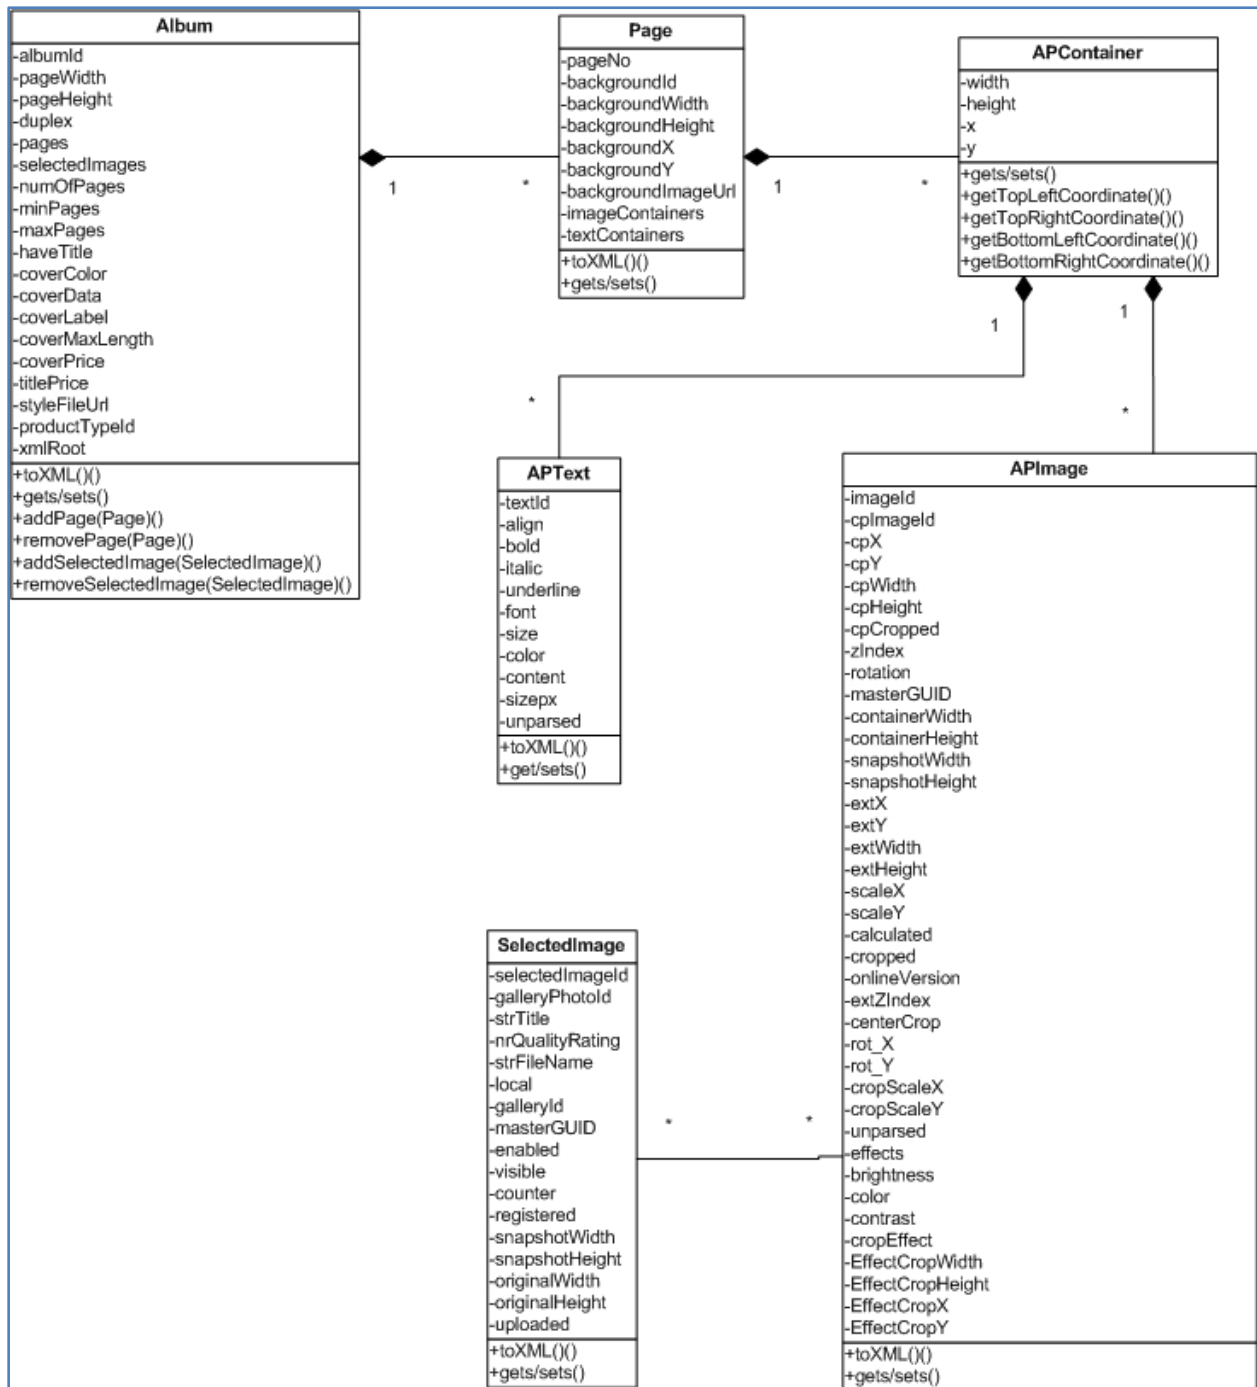 Album
-albumId
-pageWidth
-pageHeight
-duplex
-pages
-selectedImages
-numOfPages
-minPages
-maxPages
-haveTitle
-coverColor
-coverData
-coverLabel
-coverMaxLength
-coverPrice
-titlePrice
-styleFileUrl
-productTypeId
-xmlRoot
+toXML()()
+gets/sets()
+addPage(Page)()
+removePage(Page)()
+addSelectedImage(SelectedImage)()
+removeSelectedImage(SelectedImage)()
1
*
Page
-pageNo
-backgroundId
-backgroundWidth
-backgroundHeight
-backgroundX
-backgroundY
-backgroundImageUrl
-imageContainers
-textContainers
+toXML()()
+gets/sets()
1
*
APContainer
-width
-height
-x
-y
+gets/sets()
+getTopLeftCoordinate()()
+getTopRightCoordinate()()
+getBottomLeftCoordinate()()
+getBottomRightCoordinate()()
1
1
*
*
APText
-textId
-align
-bold
-italic
-underline
-font
-size
-color
-content
-sizepx
-unparsed
+toXML()()
+get/sets()
APImage
-imageId
-cpImageId
-cpX
-cpY
-cpWidth
-cpHeight
-cpCropped
-zIndex
-rotation
-masterGUID
-containerWidth
-containerHeight
-snapshotWidth
-snapshotHeight
-extX
-extY
-extWidth
-extHeight
-scaleX
-scaleY
-calculated
-cropped
-onlineVersion
-extZIndex
-centerCrop
-rot_X
-rot_Y
-cropScaleX
-cropScaleY
-unparsed
-effects
-brightness
-color
-contrast
-cropEffect
-EffectCropWidth
-EffectCropHeight
-EffectCropX
-EffectCropY
+toXML()()
+gets/sets()
SelectedImage
-selectedImageId
-galleryPhotoId
-strTitle
-nrQualityRating
-strFileName
-local
-galleryId
-masterGUID
-enabled
-visible
-counter
-registered
-snapshotWidth
-snapshotHeight
-originalWidth
-originalHeight
-uploaded
+toXML()()
+gets/sets()
*
*